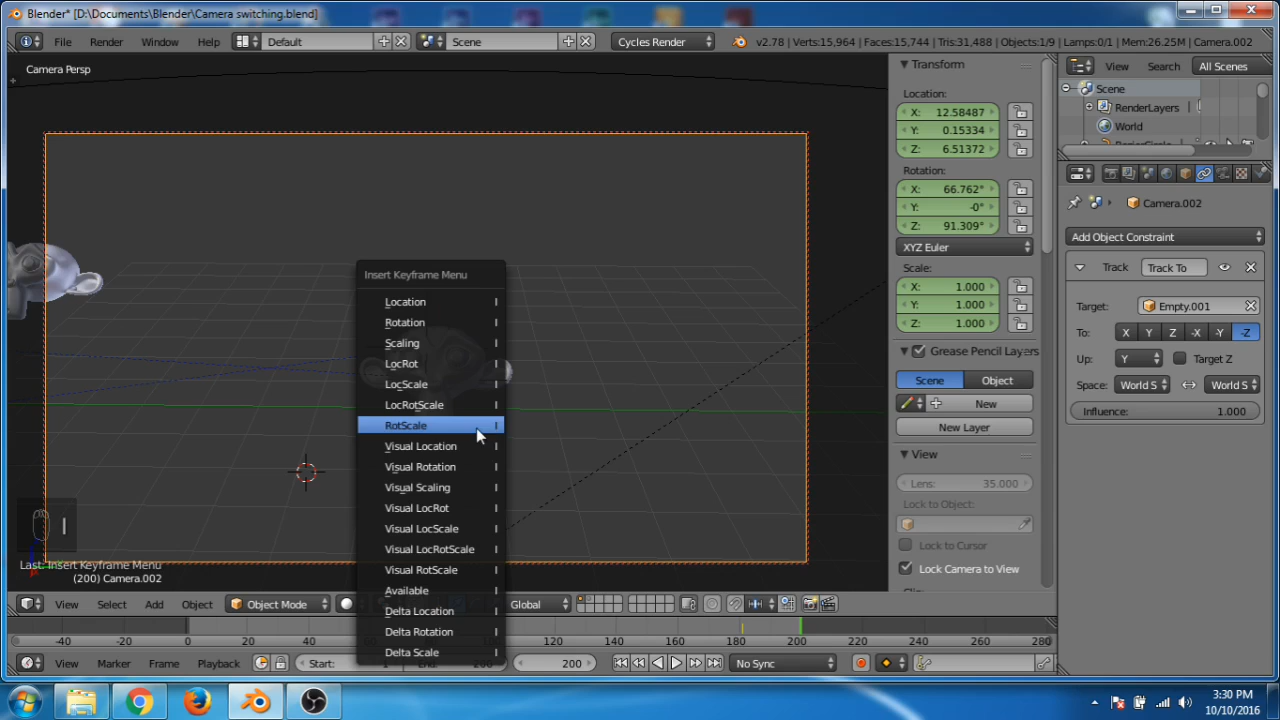 Blender* [D:\Documents\Blender\Camera switching.blend]
File Render Window Help Default Scene Cycles Render v2.78 | Verts:15,964 | Faces:15,744 | Tris:31,488 | Objects:1/9 | Lamps:0/1 | Mem:26.25M | Camera.002
Camera Persp
Transform
Location:
X: 12.58487
Y: 0.15334
Z: 6.51372
Rotation:
X: 66.762°
Y: -0°
Z: 91.309°
XYZ Euler
Scale:
X: 1.000
Y: 1.000
Z: 1.000
Grease Pencil Layers
Scene Object
New
New Layer
View
Lens: 35.000
Lock to Object:
Lock to Cursor
Lock Camera to View
View Search All Scenes
Scene
RenderLayers
World
BezierCircle
Camera.002
Add Object Constraint
Track Track To
Target: Empty.001
To: X Y Z -X -Y -Z
Up: Y Target Z
Space: World S World S
Influence: 1.000
Insert Keyframe Menu
Location I
Rotation I
Scaling I
LocRot I
LocScale I
LocRotScale I
RotScale I
Visual Location I
Visual Rotation I
Visual Scaling I
Visual LocRot I
Visual LocScale I
Visual LocRotScale I
Visual RotScale I
Available I
Delta Location I
Delta Rotation I
Delta Scale I
I
Last: Insert Keyframe Menu
(200) Camera.002
View Select Add Object Object Mode Global
-40 -20 0 20 40 120 140 160 180 200 220 240 260 280
View Marker Frame Playback Start: 1 200 200 No Sync
3:30 PM
10/10/2016